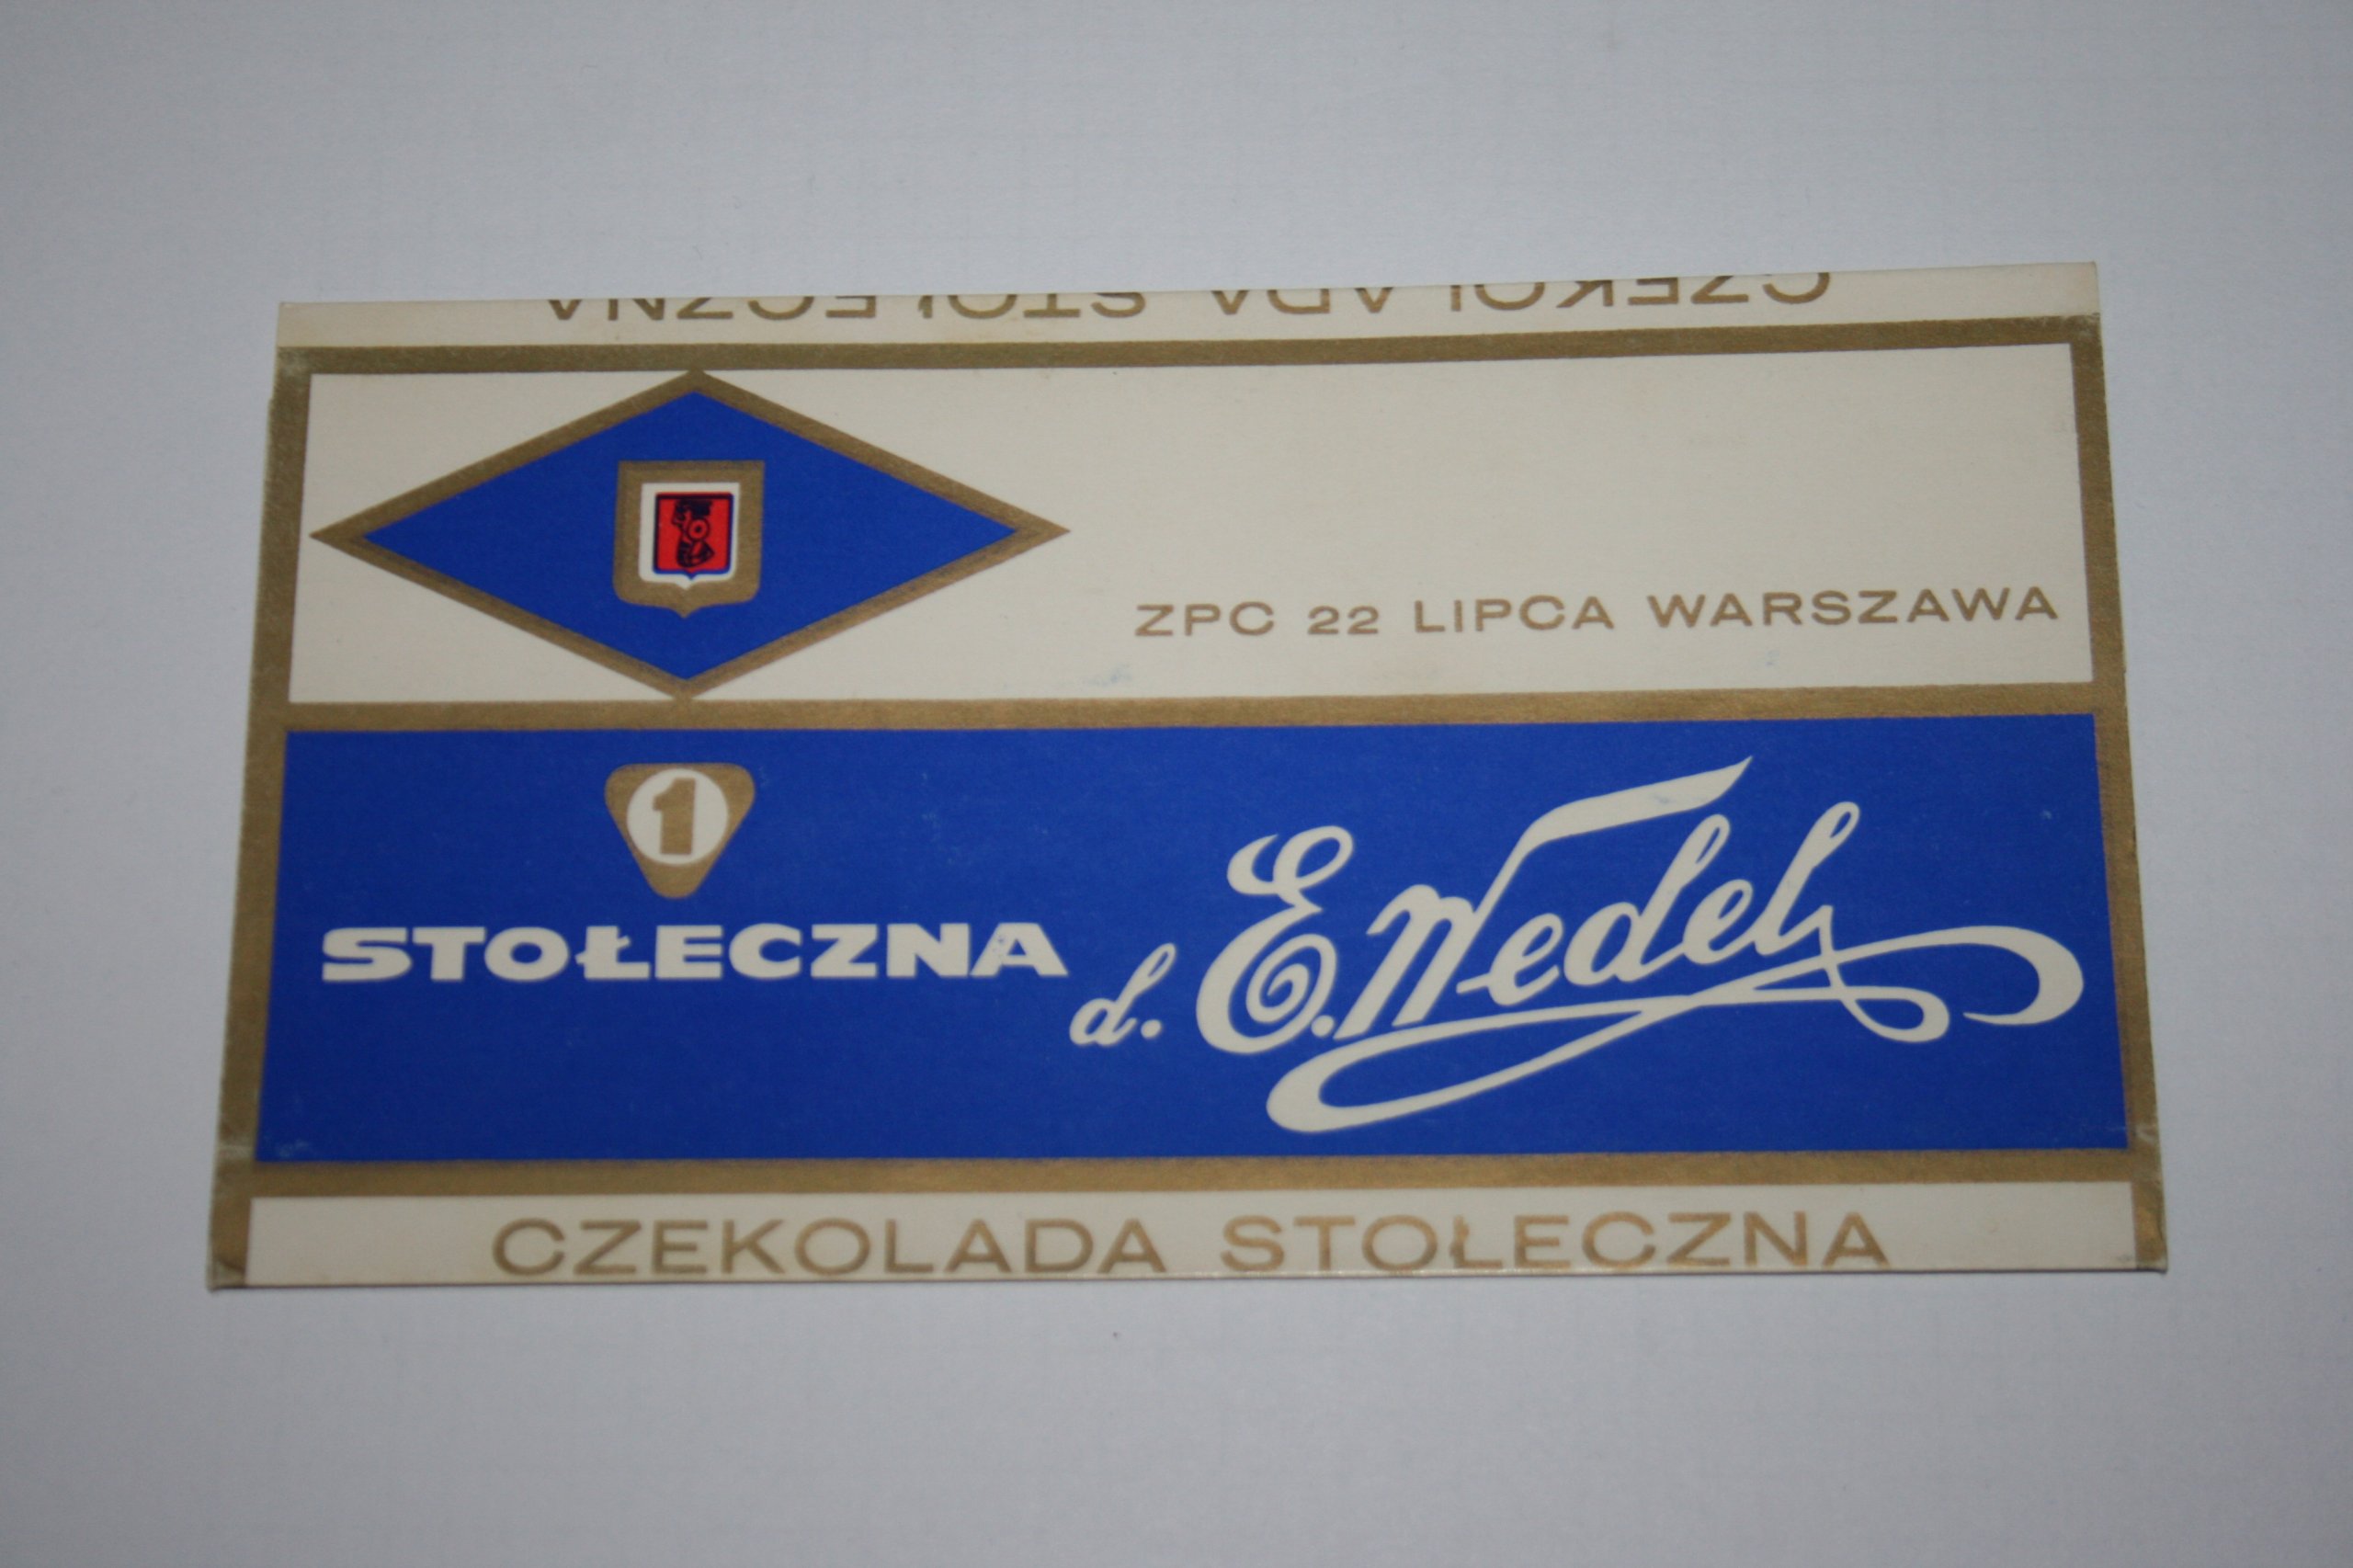 CZEKOLADA STOŁECZNA
ZPC 22 LIPCA WARSZAWA
1
STOŁECZNA
d. E. Wedel
CZEKOLADA STOŁECZNA